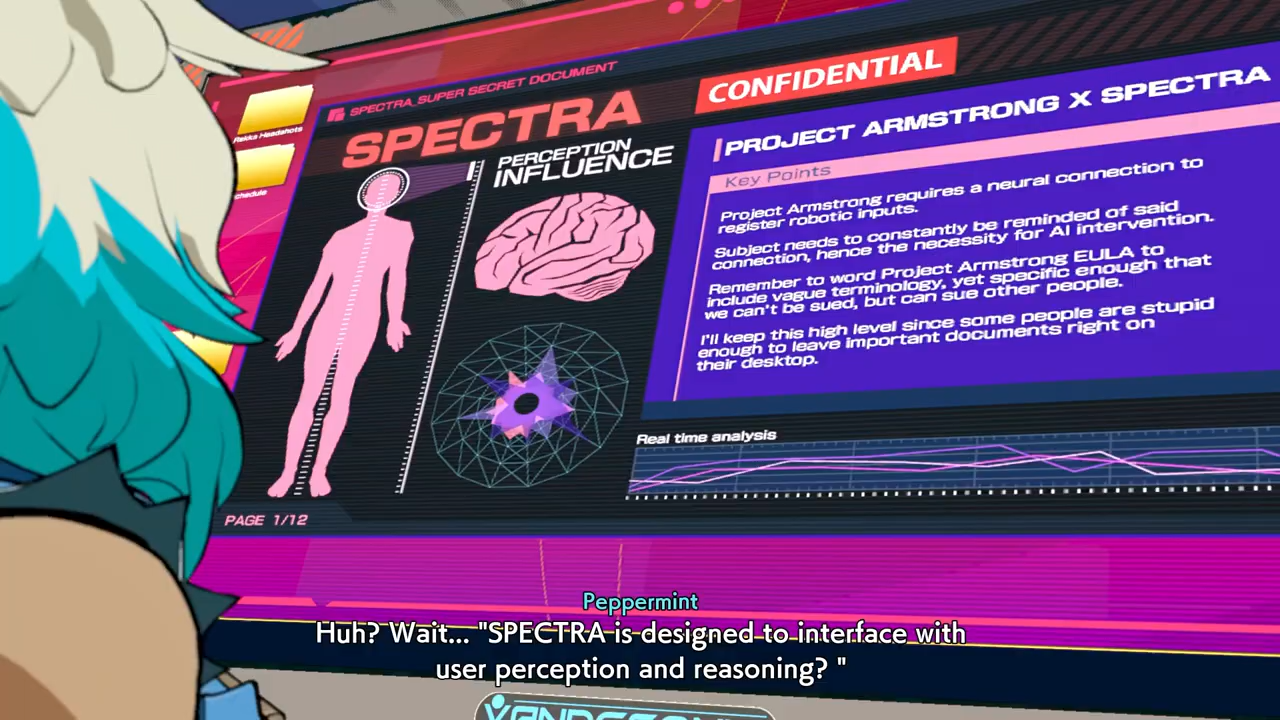 SPECTRA_SUPER SECRET DOCUMENT
CONFIDENTIAL
Rekka Headshots
SPECTRA
PERCEPTION
INFLUENCE
PROJECT ARMSTRONG X SPECTRA
Key Points
Project Armstrong requires a neural connection to
register robotic inputs.
Subject needs to constantly be reminded of said
connection, hence the necessity for AI intervention.
Remember to word Project Armstrong EULA to
include vague terminology, yet specific enough that
we can't be sued, but can sue other people.
I'll keep this high level since some people are stupid
enough to leave important documents right on
their desktop.
Real time analysis
PAGE 1/12
Peppermint
Huh? Wait... "SPECTRA is designed to interface with
user perception and reasoning? "